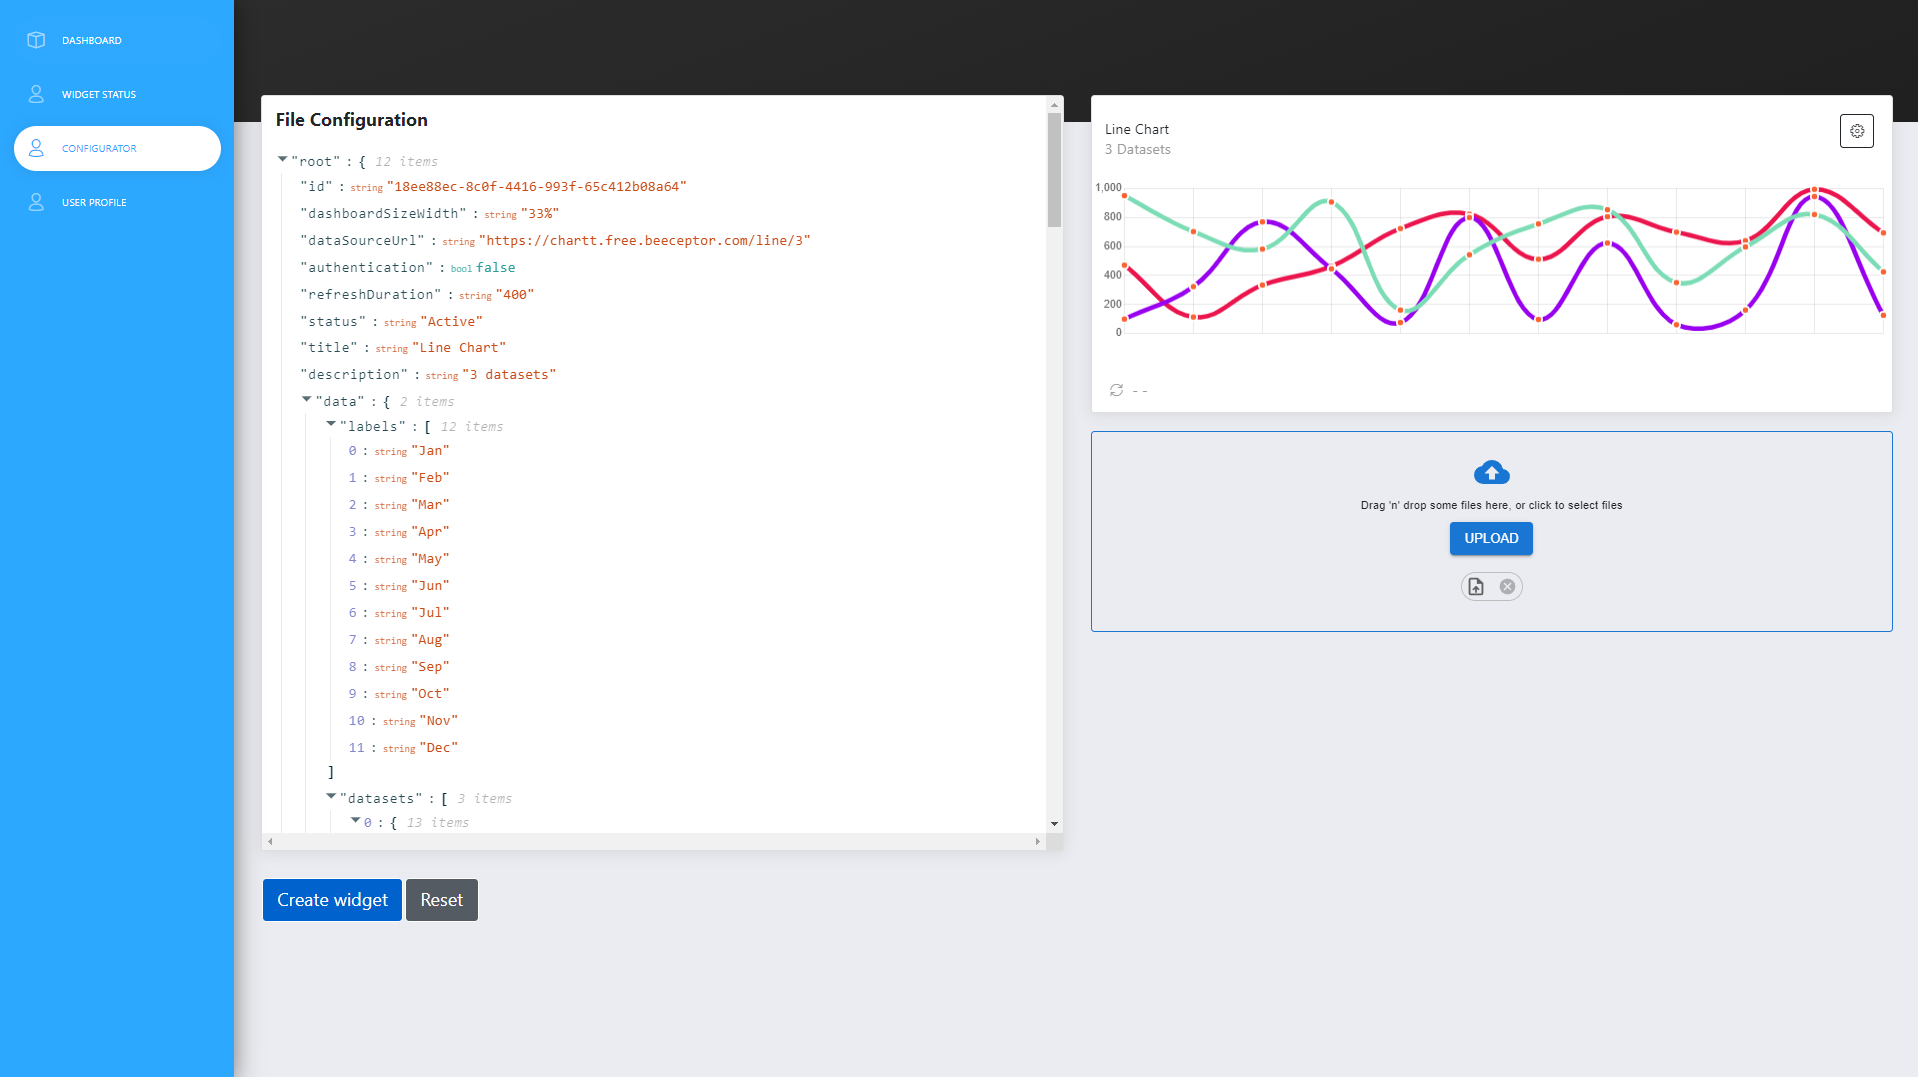 DASHBOARD
WIDGET STATUS
CONFIGURATOR
USER PROFILE
File Configuration
"root" : { 12 items
"id" : string "18ee88ec-8c0f-4416-993f-65c412b08a64"
"dashboardSizeWidth" : string "33%"
"dataSourceUrl" : string "https://chartt.free.beeceptor.com/line/3"
"authentication" : bool false
"refreshDuration" : string "400"
"status" : string "Active"
"title" : string "Line Chart"
"description" : string "3 datasets"
"data" : { 2 items
"labels" : [ 12 items
0 : string "Jan"
1 : string "Feb"
2 : string "Mar"
3 : string "Apr"
4 : string "May"
5 : string "Jun"
6 : string "Jul"
7 : string "Aug"
8 : string "Sep"
9 : string "Oct"
10 : string "Nov"
11 : string "Dec"
]
"datasets" : [ 3 items
0 : { 13 items
Create widget
Reset
Line Chart
3 Datasets
1,000
800
600
400
200
0
- -
Drag 'n' drop some files here, or click to select files
UPLOAD